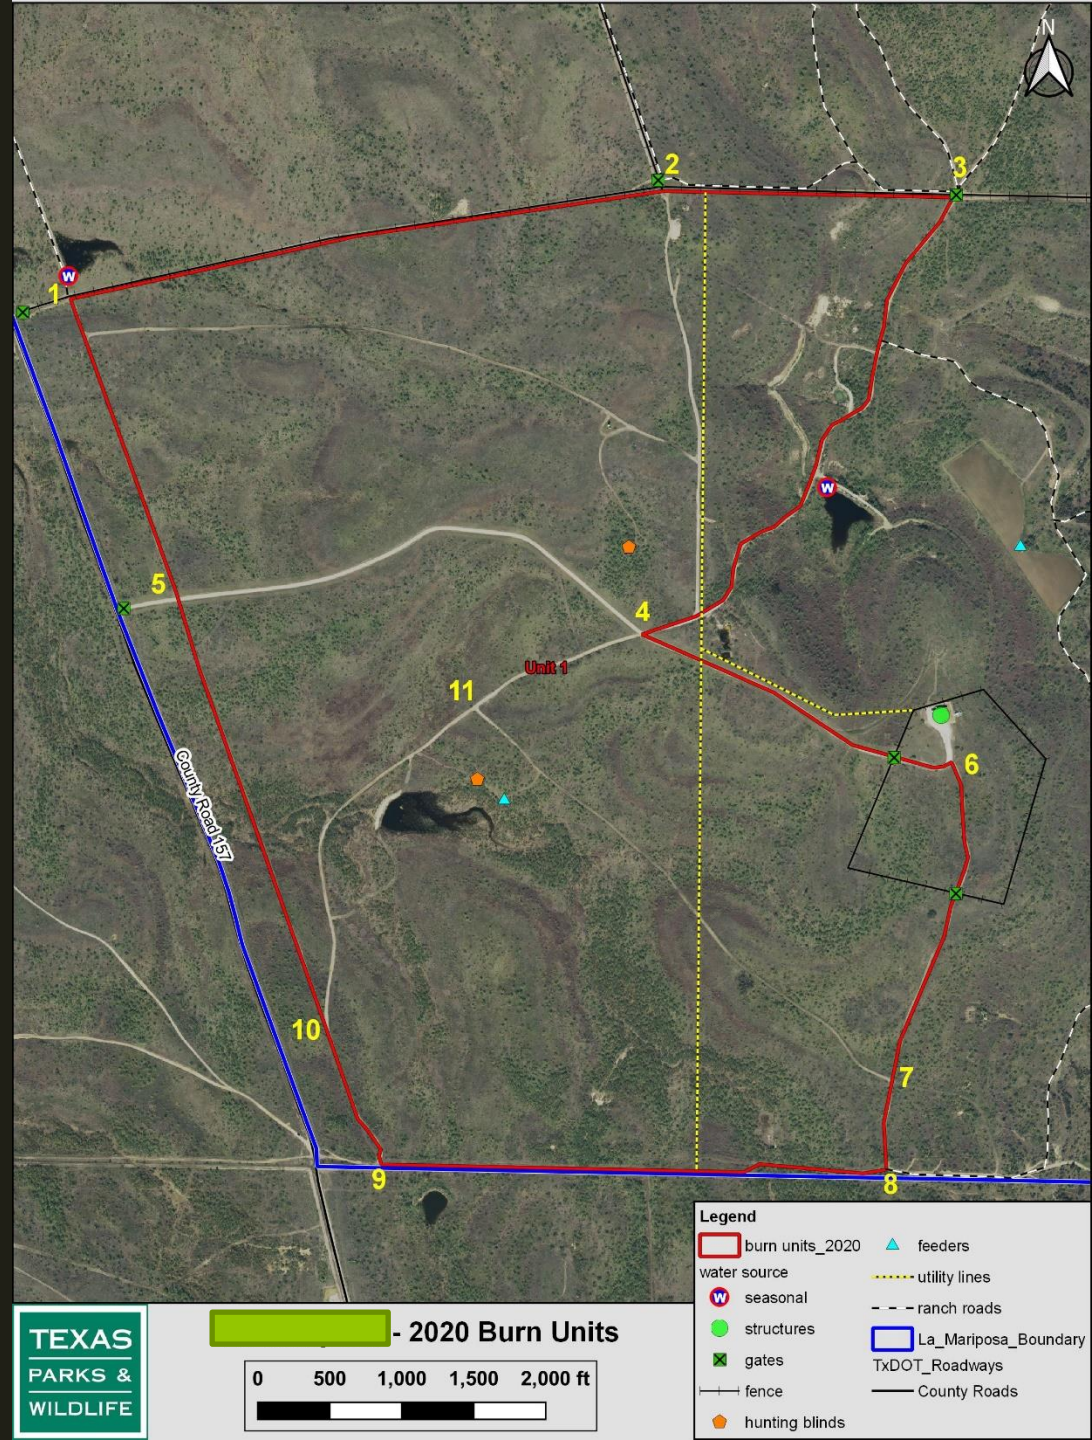 N
2
3
W
1
W
5
4
Unit 1
11
6
County Road 157
10
7
9
8
Legend
burn units_2020
feeders
water source
utility lines
W seasonal
ranch roads
structures
La_Mariposa_Boundary
gates
TxDOT_Roadways
fence
County Roads
hunting blinds
TEXAS
PARKS &
WILDLIFE
- 2020 Burn Units
0 500 1,000 1,500 2,000 ft